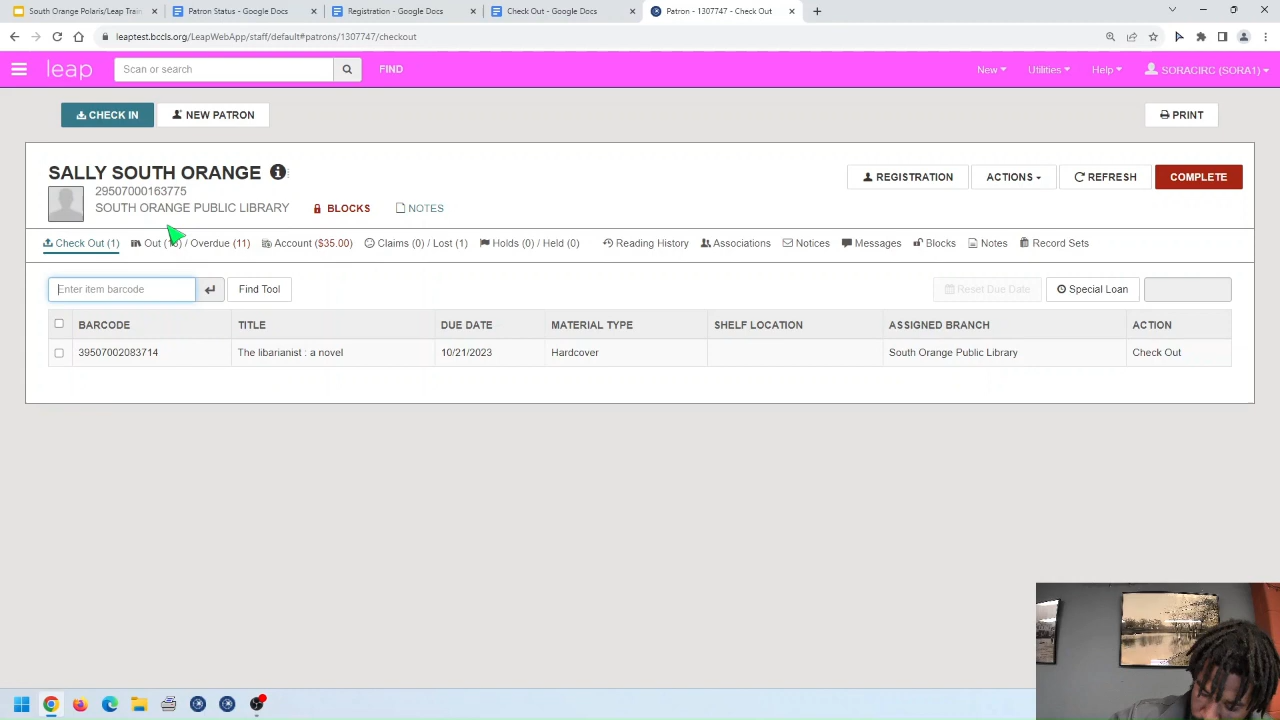 South Orange Polaris/Leap Train
Patron Status - Google Docs
Registration - Google Docs
Check Out - Google Docs
Patron - 1307747 - Check Out
leaptest.bccls.org/LeapWebApp/staff/default#patrons/1307747/checkout
leap
Scan or search
FIND
New
Utilities
Help
SORACIRC (SORA1)
CHECK IN
NEW PATRON
PRINT
SALLY SOUTH ORANGE
29507000163775
SOUTH ORANGE PUBLIC LIBRARY
BLOCKS
NOTES
REGISTRATION
ACTIONS
REFRESH
COMPLETE
Check Out (1)
Out / Overdue (11)
Account ($35.00)
Claims (0) / Lost (1)
Holds (0) / Held (0)
Reading History
Associations
Notices
Messages
Blocks
Notes
Record Sets
Enter item barcode
Find Tool
Reset Due Date
Special Loan
BARCODE TITLE DUE DATE MATERIAL TYPE SHELF LOCATION ASSIGNED BRANCH ACTION
39507002083714 The libarianist : a novel 10/21/2023 Hardcover South Orange Public Library Check Out